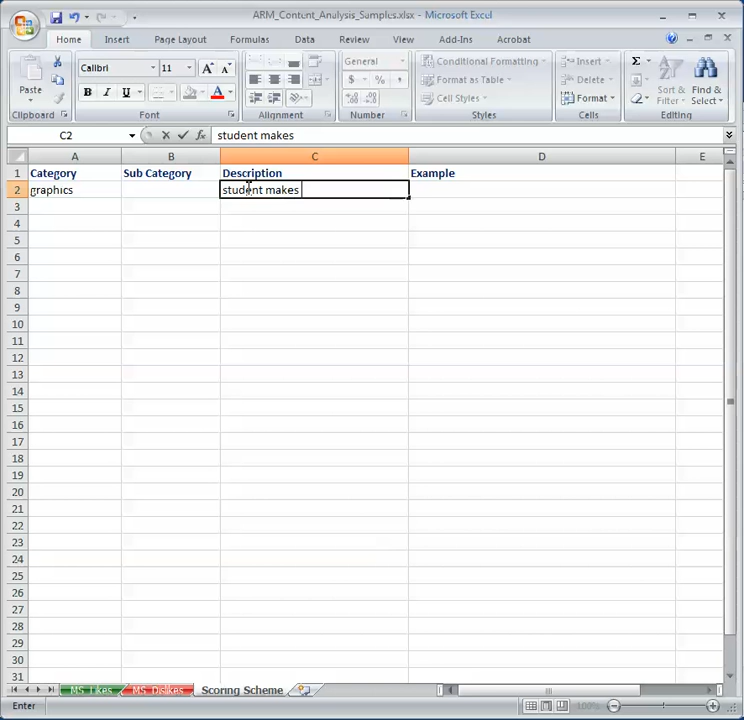 ARM_Content_Analysis_Samples.xlsx - Microsoft Excel
Home Insert Page Layout Formulas Data Review View Add-Ins Acrobat
Calibri 11 General Conditional Formatting Insert Σ
Paste Format as Table Delete Sort & Find &
B I U A $ % , Cell Styles Format Filter Select
Clipboard Font Alignment Number Styles Cells Editing
C2 fx student makes
A B C D E
1 Category Sub Category Description Example
2 graphics student makes
3
4
5
6
7
8
9
10
11
12
13
14
15
16
17
18
19
20
21
22
23
24
25
26
27
28
29
30
31
MS_Likes MS_Dislikes Scoring Scheme
Enter 100%